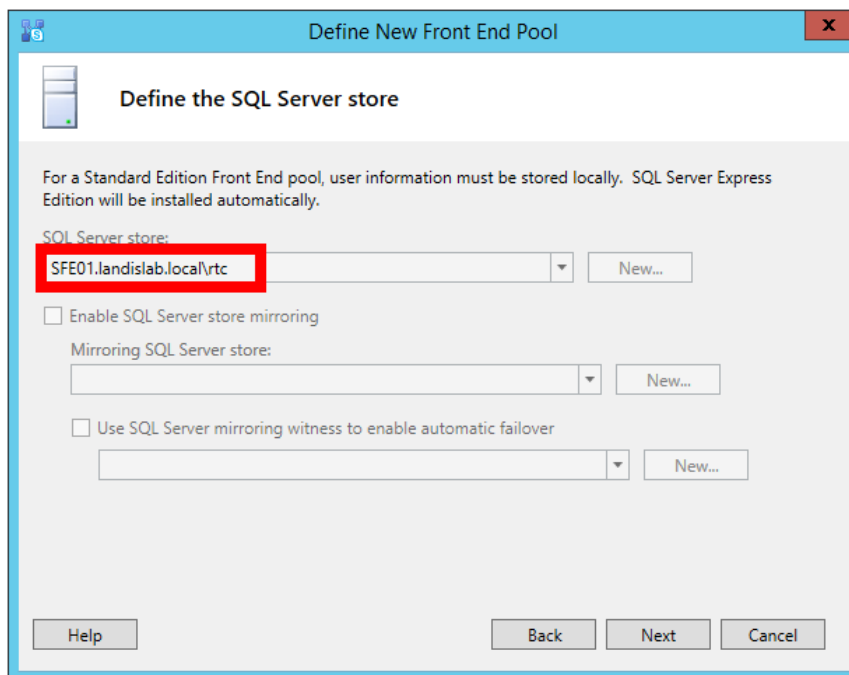 Define New Front End Pool
x
Define the SQL Server store
For a Standard Edition Front End pool, user information must be stored locally.  SQL Server Express
Edition will be installed automatically.
SQL Server store:
SFE01.landislab.local\rtc
New...
Enable SQL Server store mirroring
Mirroring SQL Server store:
New...
Use SQL Server mirroring witness to enable automatic failover
New...
Help
Back
Next
Cancel